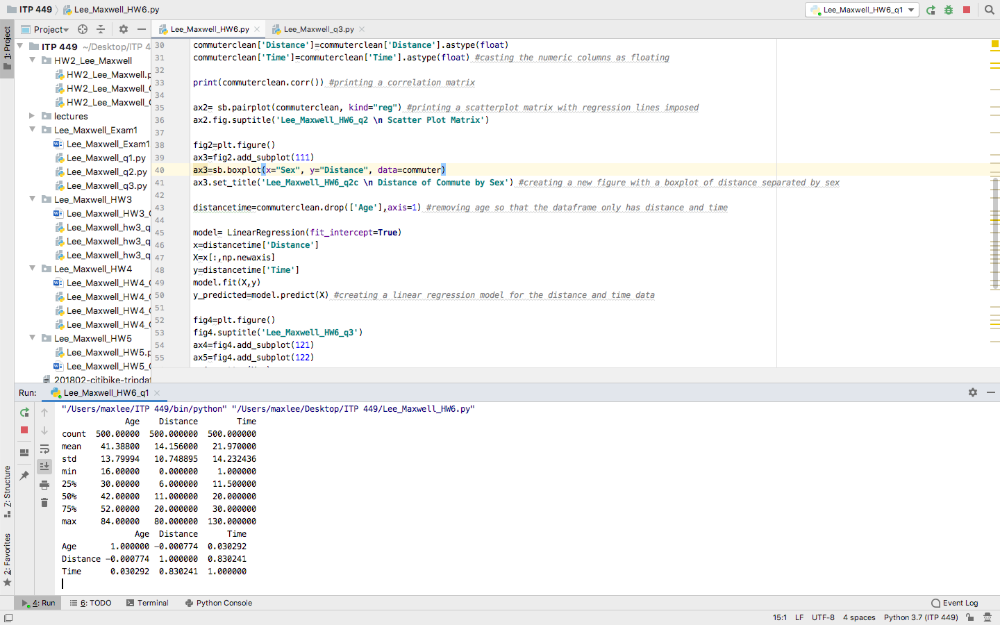 ITP 449
Lee_Maxwell_HW6.py
Lee_Maxwell_HW6_q1
1: Project
Project
Lee_Maxwell_HW6.py
Lee_Maxwell_q3.py
ITP 449 ~/Desktop/ITP 4
HW2_Lee_Maxwell
HW2_Lee_Maxwell.p
HW2_Lee_Maxwell_
HW2_Lee_Maxwell_
lectures
Lee_Maxwell_Exam1
Lee_Maxwell_Exam1
Lee_Maxwell_q1.py
Lee_Maxwell_q2.py
Lee_Maxwell_q3.py
Lee_Maxwell_HW3
Lee_Maxwell_HW3_
Lee_Maxwell_hw3_q
Lee_Maxwell_hw3_q
Lee_Maxwell_hw3_q
Lee_Maxwell_HW4
Lee_Maxwell_HW4_
Lee_Maxwell_HW4_
Lee_Maxwell_HW4_
Lee_Maxwell_HW4_
Lee_Maxwell_HW5
Lee_Maxwell_HW5.p
Lee_Maxwell_HW5_
201802-citibike-tripdat
30 commuterclean['Distance']=commuterclean['Distance'].astype(float)
31 commuterclean['Time']=commuterclean['Time'].astype(float) #casting the numeric columns as floating
32
33 print(commuterclean.corr()) #printing a correlation matrix
34
35 ax2= sb.pairplot(commuterclean, kind="reg") #printing a scatterplot matrix with regression lines imposed
36 ax2.fig.suptitle('Lee_Maxwell_HW6_q2 \n Scatter Plot Matrix')
37
38 fig2=plt.figure()
39 ax3=fig2.add_subplot(111)
40 ax3=sb.boxplot(x="Sex", y="Distance", data=commuter)
41 ax3.set_title('Lee_Maxwell_HW6_q2c \n Distance of Commute by Sex') #creating a new figure with a boxplot of distance separated by sex
42
43 distancetime=commuterclean.drop(['Age'],axis=1) #removing age so that the dataframe only has distance and time
44
45 model= LinearRegression(fit_intercept=True)
46 x=distancetime['Distance']
47 X=x[:,np.newaxis]
48 y=distancetime['Time']
49 model.fit(X,y)
50 y_predicted=model.predict(X) #creating a linear regression model for the distance and time data
51
52 fig4=plt.figure()
53 fig4.suptitle('Lee_Maxwell_HW6_q3')
54 ax4=fig4.add_subplot(121)
55 ax5=fig4.add_subplot(122)
Run: Lee_Maxwell_HW6_q1
"/Users/maxlee/ITP 449/bin/python" "/Users/maxlee/Desktop/ITP 449/Lee_Maxwell_HW6.py"
Age Distance Time
count 500.00000 500.000000 500.000000
mean 41.38800 14.156000 21.970000
std 13.79994 10.748895 14.232436
min 16.00000 0.000000 1.000000
25% 30.00000 6.000000 11.500000
50% 42.00000 11.000000 20.000000
75% 52.00000 20.000000 30.000000
max 84.00000 80.000000 130.000000
Age Distance Time
Age 1.000000 -0.000774 0.030292
Distance -0.000774 1.000000 0.830241
Time 0.030292 0.830241 1.000000
7: Structure
2: Favorites
4: Run
6: TODO
Terminal
Python Console
Event Log
15:1 LF UTF-8 4 spaces Python 3.7 (ITP 449)